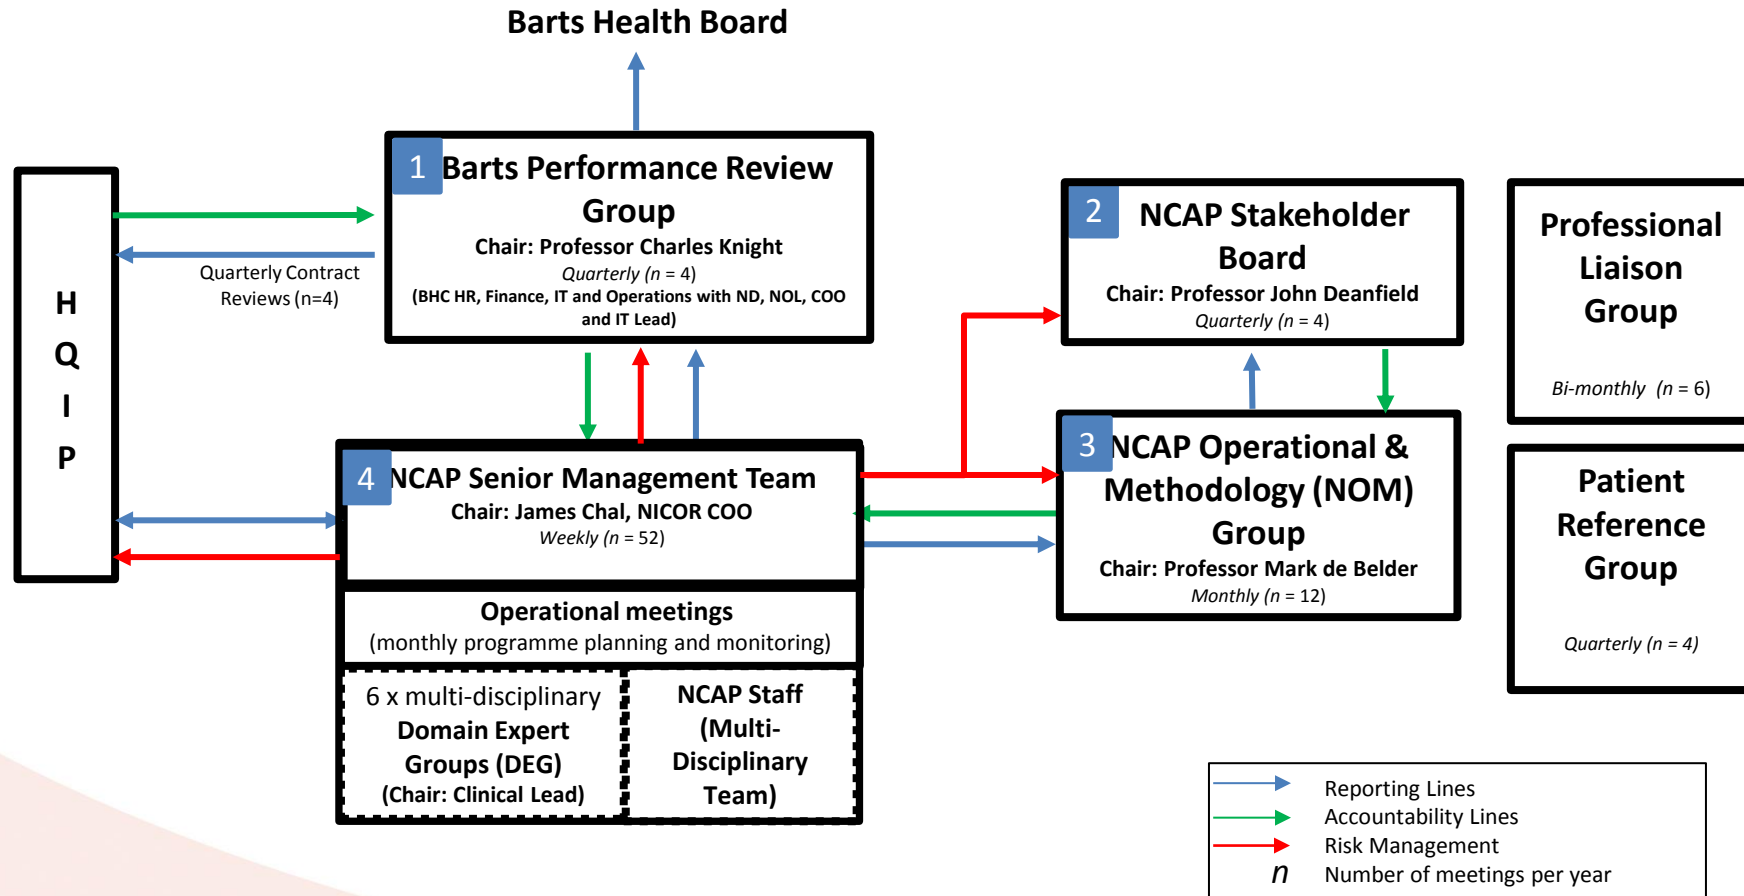 Barts Health Board
1
Barts Performance Review
Group
Chair: Professor Charles Knight
Quarterly (n = 4)
(BHC HR, Finance, IT and Operations with ND, NOL, COO
and IT Lead)
H
Q
I
P
Quarterly Contract
Reviews (n=4)
2
NCAP Stakeholder
Board
Chair: Professor John Deanfield
Quarterly (n = 4)
Professional
Liaison
Group
Bi-monthly (n = 6)
3
NCAP Operational &
Methodology (NOM)
Group
Chair: Professor Mark de Belder
Monthly (n = 12)
Patient
Reference
Group
Quarterly (n = 4)
4
NCAP Senior Management Team
Chair: James Chal, NICOR COO
Weekly (n = 52)
Operational meetings
(monthly programme planning and monitoring)
6 x multi-disciplinary
Domain Expert
Groups (DEG)
(Chair: Clinical Lead)
NCAP Staff
(Multi-
Disciplinary
Team)
Reporting Lines
Accountability Lines
Risk Management
n Number of meetings per year